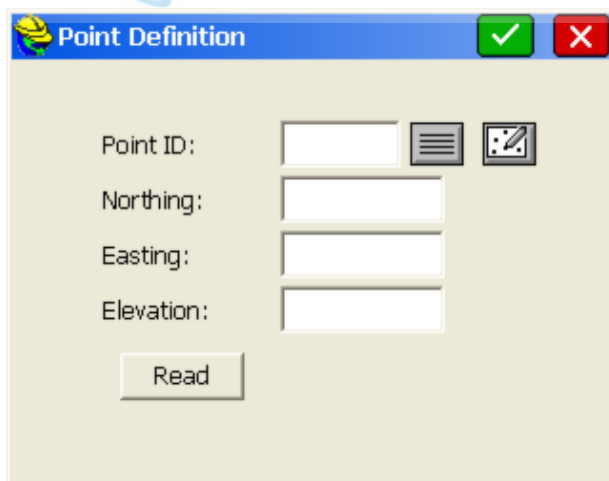 Point Definition
Point ID:
Northing:
Easting:
Elevation:
Read